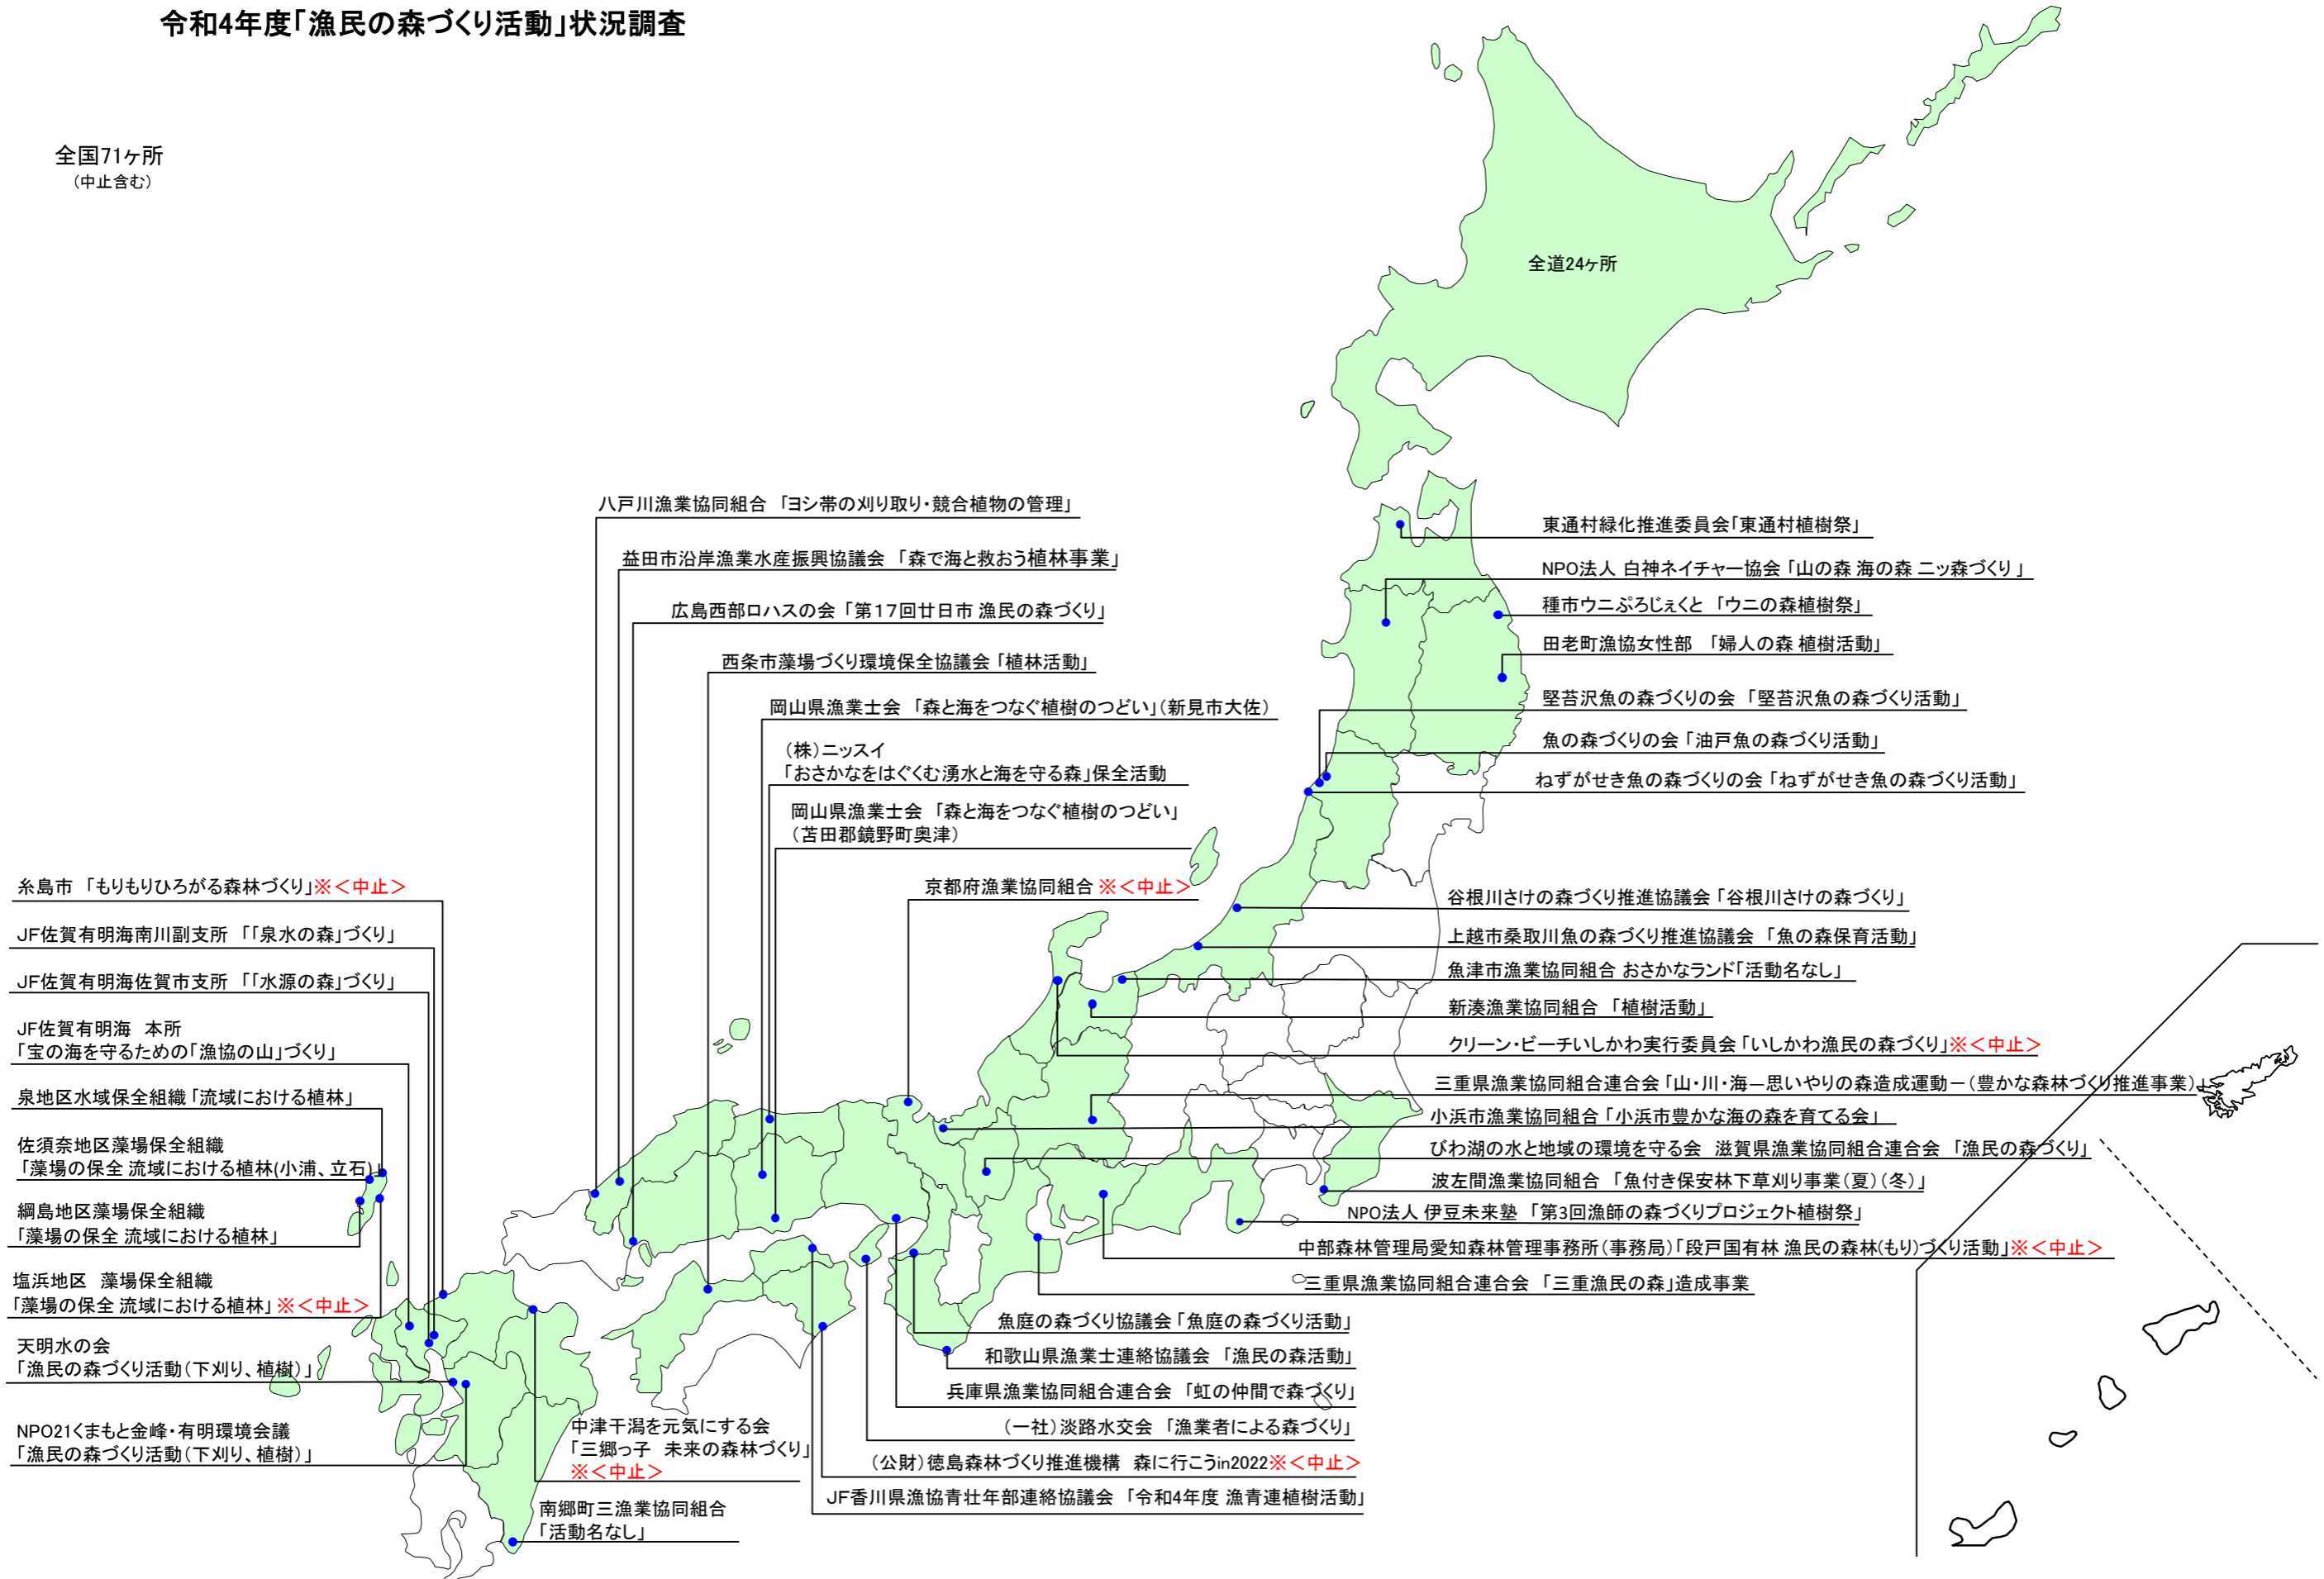 令和4年度「漁民の森づくり活動」状況調査
全国71ヶ所
（中止含む）
全道24ヶ所
八戸川漁業協同組合 「ヨシ帯の刈り取り・競合植物の管理」
益田市沿岸漁業水産振興協議会 「森で海と救おう植林事業」
広島西部ロハスの会 「第17回廿日市 漁民の森づくり」
西条市藻場づくり環境保全協議会 「植林活動」
岡山県漁業士会 「森と海をつなぐ植樹のつどい」（新見市大佐）
（株）ニッスイ
「おさかなをはぐくむ湧水と海を守る森」保全活動
岡山県漁業士会 「森と海をつなぐ植樹のつどい」
（苫田郡鏡野町奥津）
京都府漁業協同組合 ※＜中止＞
東通村緑化推進委員会「東通村植樹祭」
NPO法人 白神ネイチャー協会 「山の森 海の森 二ッ森づくり 」
種市ウニぷろじぇくと 「ウニの森植樹祭」
田老町漁協女性部 「婦人の森 植樹活動」
堅苔沢魚の森づくりの会 「堅苔沢魚の森づくり活動」
魚の森づくりの会 「油戸魚の森づくり活動」
ねずがせき魚の森づくりの会 「ねずがせき魚の森づくり活動」
谷根川さけの森づくり推進協議会 「谷根川さけの森づくり」
上越市桑取川魚の森づくり推進協議会 「魚の森保育活動」
魚津市漁業協同組合 おさかなランド「活動名なし」
新湊漁業協同組合 「植樹活動」
クリーン・ビーチいしかわ実行委員会 「いしかわ漁民の森づくり」※＜中止＞
三重県漁業協同組合連合会 「山・川・海―思いやりの森造成運動－（豊かな森林づくり推進事業）」
小浜市漁業協同組合 「小浜市豊かな海の森を育てる会」
びわ湖の水と地域の環境を守る会 滋賀県漁業協同組合連合会 「漁民の森づくり」
波左間漁業協同組合 「魚付き保安林下草刈り事業（夏）（冬）」
NPO法人 伊豆未来塾 「第3回漁師の森づくりプロジェクト植樹祭」
中部森林管理局愛知森林管理事務所（事務局）「段戸国有林 漁民の森林(もり)づくり活動」※＜中止＞
三重県漁業協同組合連合会 「三重漁民の森」造成事業
魚庭の森づくり協議会 「魚庭の森づくり活動」
和歌山県漁業士連絡協議会 「漁民の森活動」
兵庫県漁業協同組合連合会 「虹の仲間で森づくり」
（一社）淡路水交会 「漁業者による森づくり」
（公財）徳島森林づくり推進機構 森に行こうin2022※＜中止＞
JF香川県漁協青壮年部連絡協議会 「令和4年度 漁青連植樹活動」
糸島市 「もりもりひろがる森林づくり」※＜中止＞
JF佐賀有明海南川副支所 「「泉水の森」づくり」
JF佐賀有明海佐賀市支所 「「水源の森」づくり」
JF佐賀有明海 本所
「宝の海を守るための「漁協の山」づくり」
泉地区水域保全組織 「流域における植林」
佐須奈地区藻場保全組織
「藻場の保全 流域における植林(小浦、立石)」
綱島地区藻場保全組織
「藻場の保全 流域における植林」
塩浜地区 藻場保全組織
「藻場の保全 流域における植林」 ※＜中止＞
天明水の会
「漁民の森づくり活動（下刈り、植樹）」
NPO21くまもと金峰・有明環境会議
「漁民の森づくり活動（下刈り、植樹）」
中津干潟を元気にする会
「三郷っ子 未来の森林づくり」
※＜中止＞
南郷町三漁業協同組合
「活動名なし」